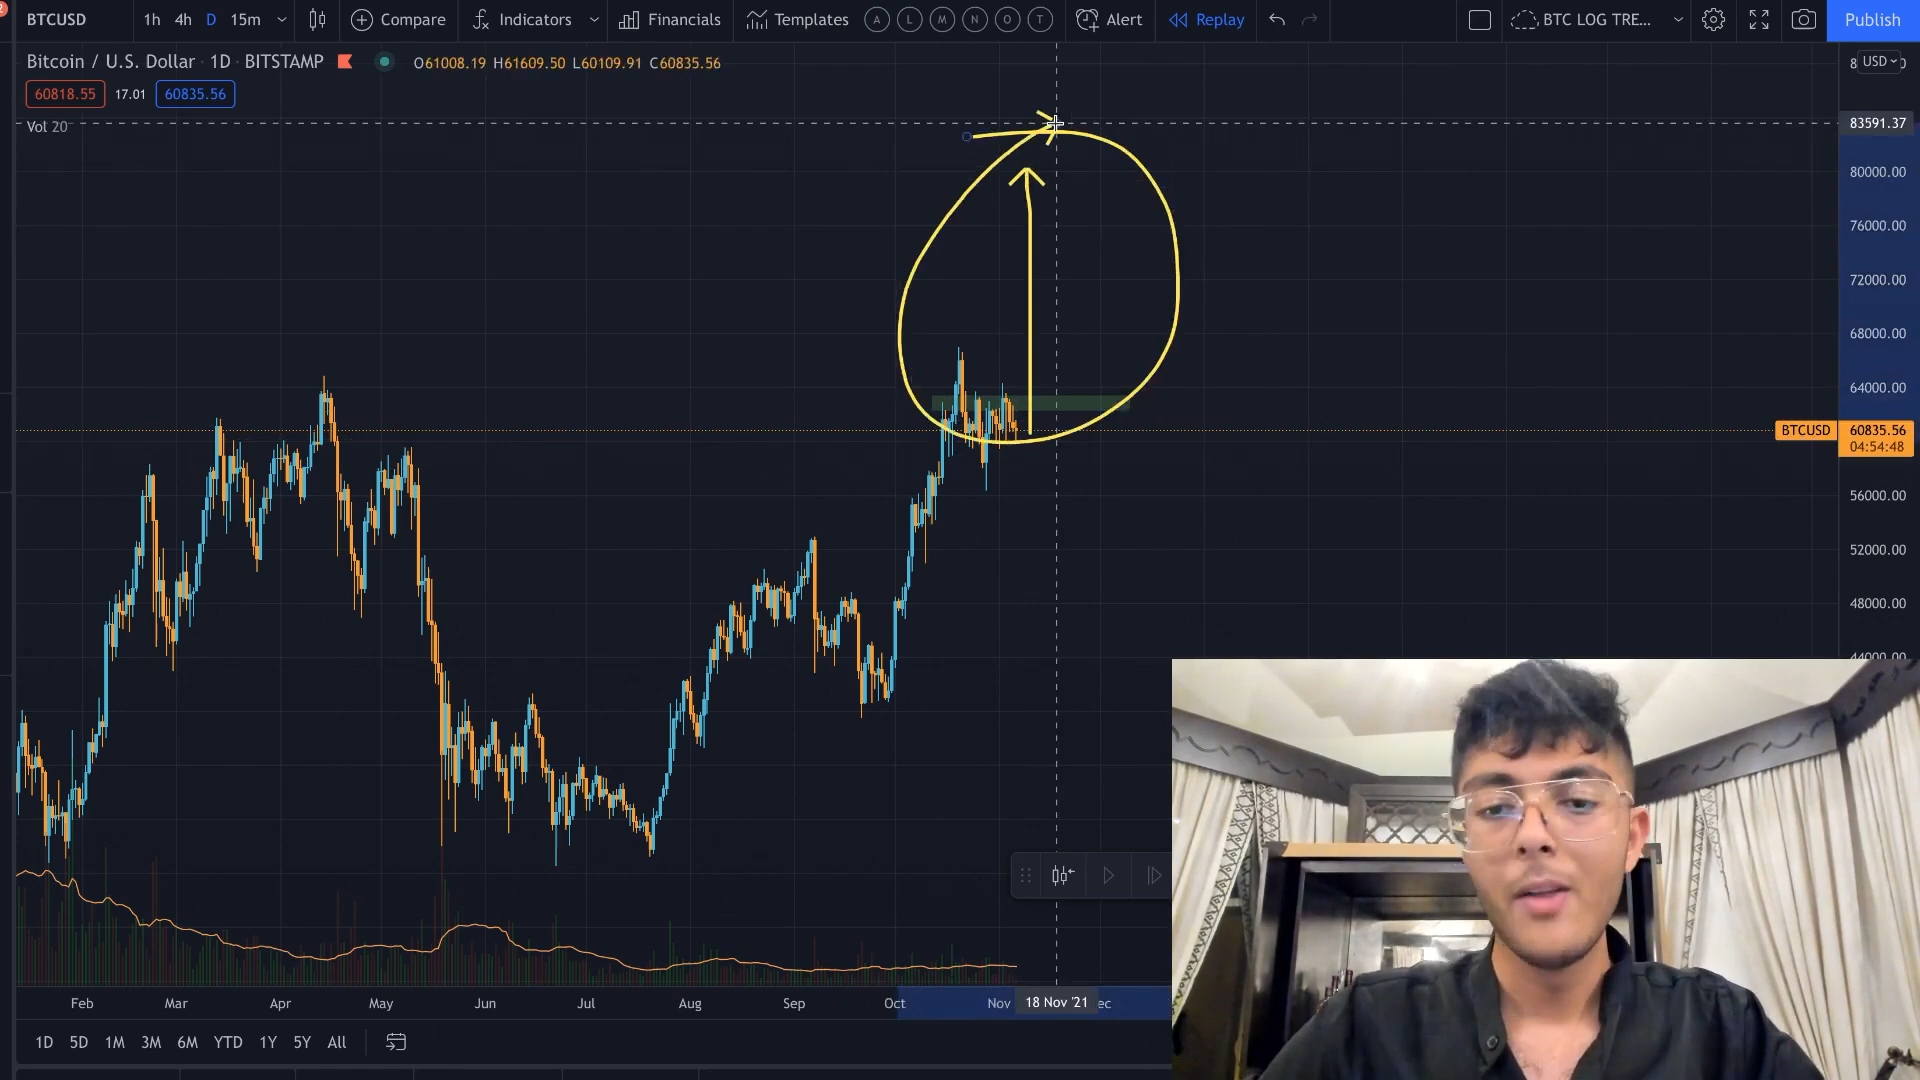 BTCUSD 1h 4h D 15m Compare Indicators Financials Templates A L M N O T Alert Replay BTC LOG TRE... Publish
Bitcoin / U.S. Dollar · 1D · BITSTAMP O61008.19 H61609.50 L60109.91 C60835.56 USD
60818.55 17.01 60835.56
Vol 20
83591.37
80000.00
76000.00
72000.00
68000.00
64000.00
BTCUSD 60835.56
04:54:48
56000.00
52000.00
48000.00
44000.00
Feb Mar Apr May Jun Jul Aug Sep Oct Nov 18 Nov '21 ec
1D 5D 1M 3M 6M YTD 1Y 5Y All